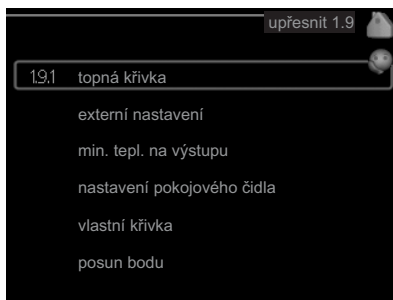 upřesnit 1.9
1.9.1 topná křivka
externí nastavení
min. tepl. na výstupu
nastavení pokojového čidla
vlastní křivka
posun bodu